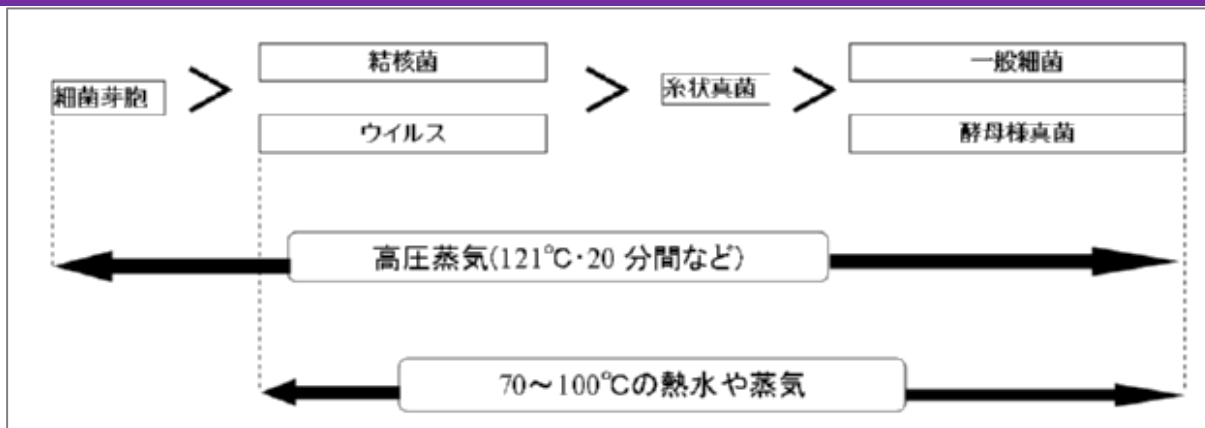 細菌芽胞 > 結核菌 > 糸状真菌 > 一般細菌
ウイルス 酵母様真菌
高圧蒸気(121℃・20 分間など)
70～100℃の熱水や蒸気